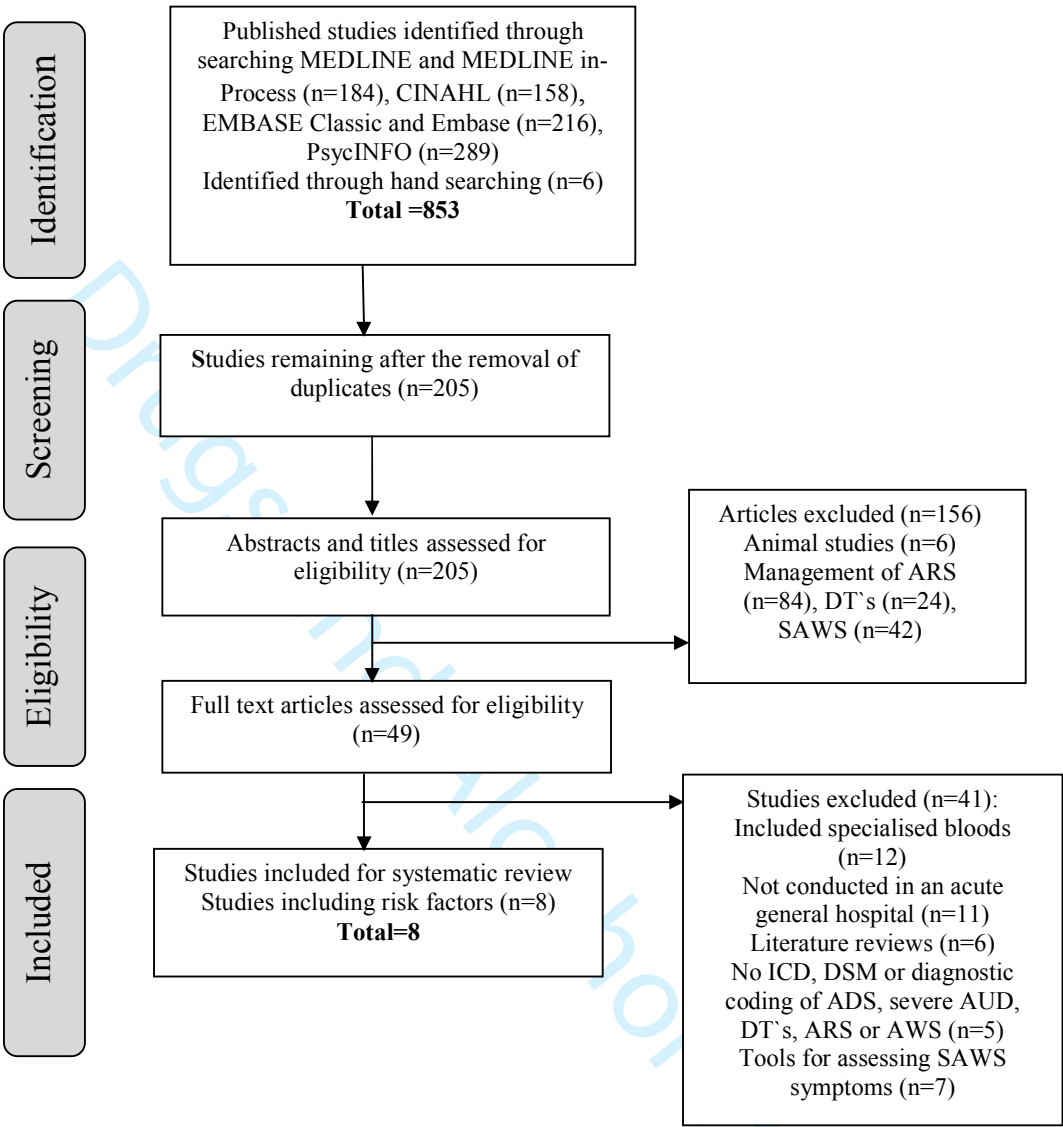 Identification
Published studies identified through
searching MEDLINE and MEDLINE in-
Process (n=184), CINAHL (n=158),
EMBASE Classic and Embase (n=216),
PsycINFO (n=289)
Identified through hand searching (n=6)
Total =853
Screening
Studies remaining after the removal of
duplicates (n=205)
Eligibility
Abstracts and titles assessed for
eligibility (n=205)
Articles excluded (n=156)
Animal studies (n=6)
Management of ARS
(n=84), DT`s (n=24),
SAWS (n=42)
Full text articles assessed for eligibility
(n=49)
Included
Studies included for systematic review
Studies including risk factors (n=8)
Total=8
Studies excluded (n=41):
Included specialised bloods
(n=12)
Not conducted in an acute
general hospital (n=11)
Literature reviews (n=6)
No ICD, DSM or diagnostic
coding of ADS, severe AUD,
DT`s, ARS or AWS (n=5)
Tools for assessing SAWS
symptoms (n=7)